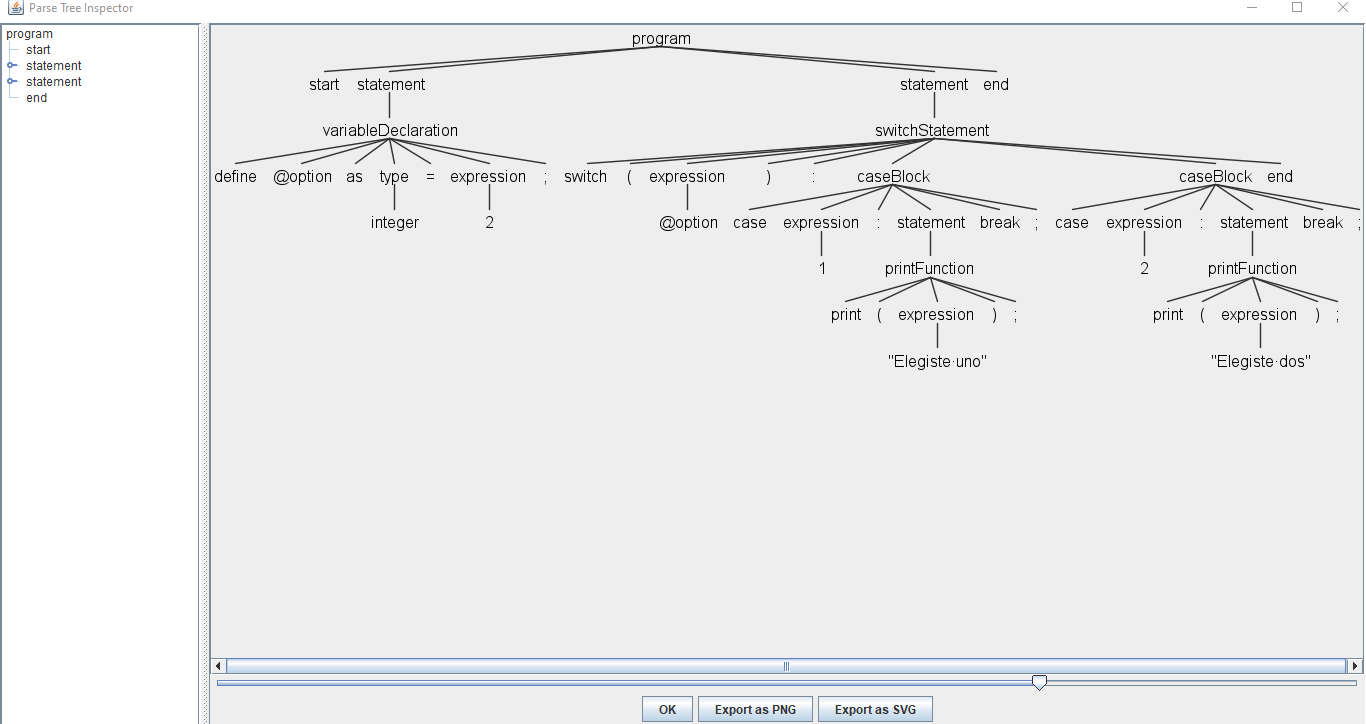 Parse Tree Inspector
program
start
statement
statement
end
program
start statement statement end
variableDeclaration switchStatement
define @option as type = expression ; switch ( expression ) : caseBlock caseBlock end
integer 2 @option case expression : statement break ; case expression : statement break ;
1 printFunction 2 printFunction
print ( expression ) ; print ( expression ) ;
"Elegiste·uno" "Elegiste·dos"
OK Export as PNG Export as SVG